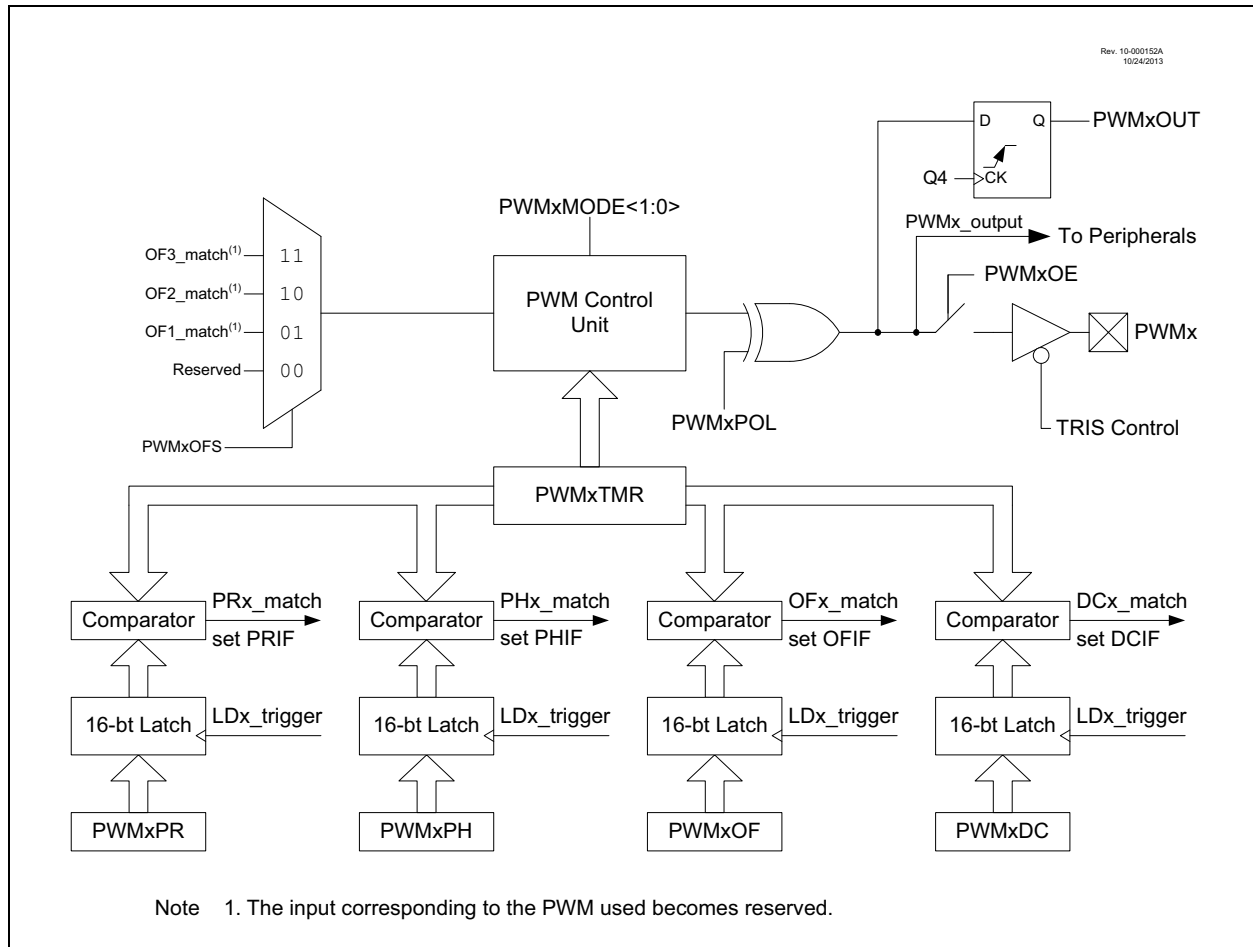 Rev. 10-000152A
10/24/2013
D Q
PWMxOUT
Q4
CK
PWMxMODE<1:0>
PWMx_output
To Peripherals
OF3_match(1) 11
OF2_match(1) 10
OF1_match(1) 01
Reserved 00
PWM Control
Unit
PWMxOE
PWMx
PWMxPOL
TRIS Control
PWMxOFS
PWMxTMR
Comparator
PRx_match
set PRIF
Comparator
PHx_match
set PHIF
Comparator
OFx_match
set OFIF
Comparator
DCx_match
set DCIF
16-bt Latch
LDx_trigger
16-bt Latch
LDx_trigger
16-bt Latch
LDx_trigger
16-bt Latch
LDx_trigger
PWMxPR
PWMxPH
PWMxOF
PWMxDC
Note 1. The input corresponding to the PWM used becomes reserved.